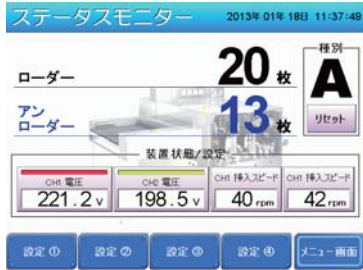 ステータスモニター 2013年 01年 18日 11:37:49
ローダー 20 枚
種別
A
リセット
アン
ローダー 13 枚
装置状態/設定
CH1 電圧 CH2 電圧 CH1 挿入スピード CH1 挿入スピード
221.2 v 198.5 v 40 rpm 42 rpm
設定 ① 設定 ② 設定 ③ 設定 ④ メニュー画面